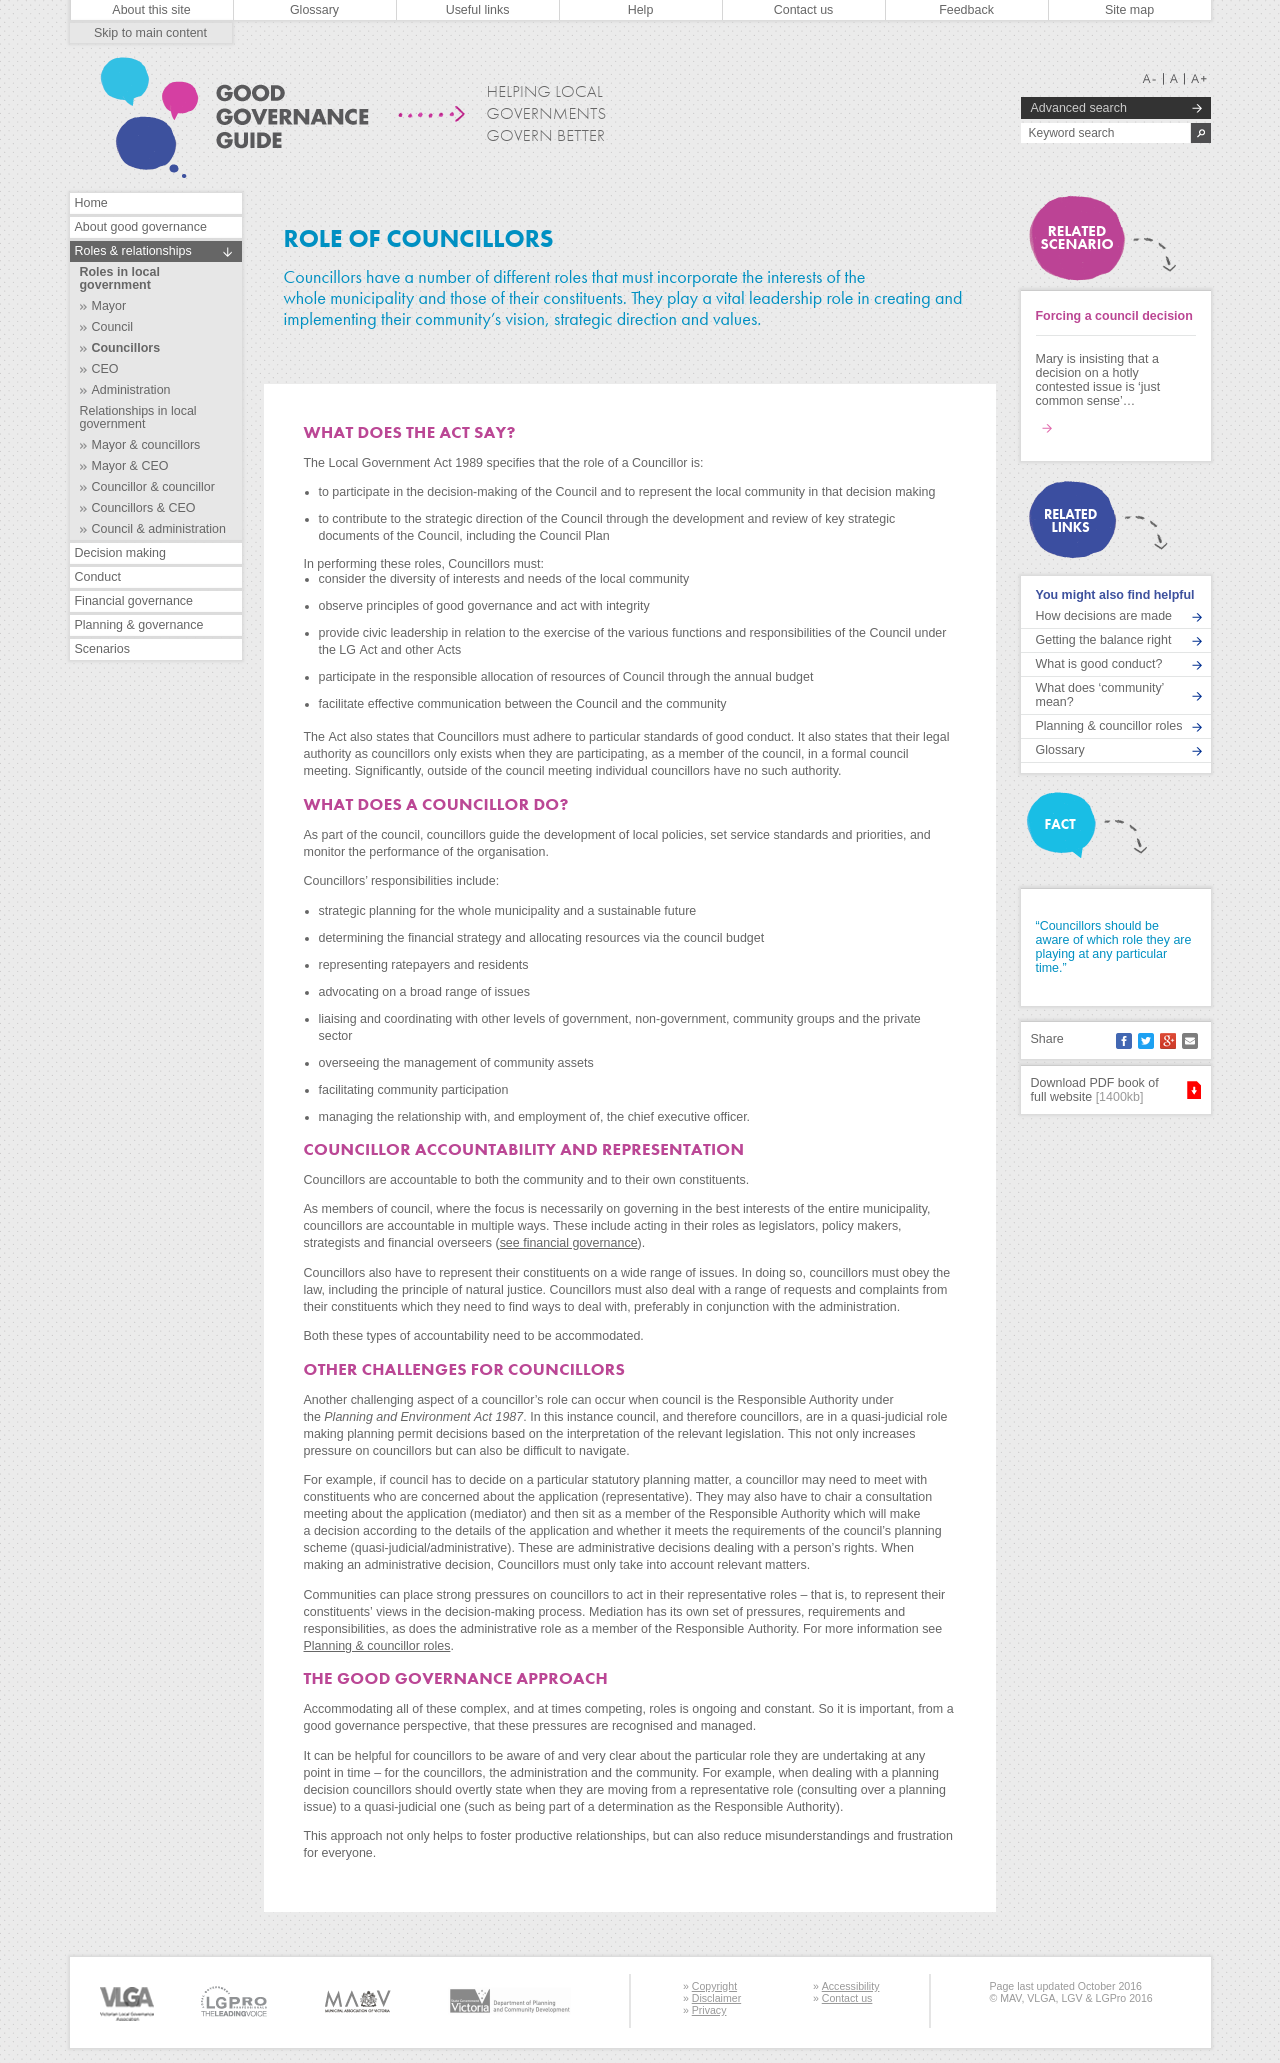 About this site
Glossary
Useful links
Help
Contact us
Feedback
Site map
Skip to main content
GOOD
GOVERNANCE
GUIDE
HELPING LOCAL
GOVERNMENTS
GOVERN BETTER
A- | A | A+
Advanced search
Keyword search
Home
About good governance
Roles & relationships
Roles in local
government
» Mayor
» Council
» Councillors
» CEO
» Administration
Relationships in local
government
» Mayor & councillors
» Mayor & CEO
» Councillor & councillor
» Councillors & CEO
» Council & administration
Decision making
Conduct
Financial governance
Planning & governance
Scenarios
ROLE OF COUNCILLORS
Councillors have a number of different roles that must incorporate the interests of the
whole municipality and those of their constituents. They play a vital leadership role in creating and
implementing their community’s vision, strategic direction and values.
WHAT DOES THE ACT SAY?
The Local Government Act 1989 specifies that the role of a Councillor is:
• to participate in the decision-making of the Council and to represent the local community in that decision making
• to contribute to the strategic direction of the Council through the development and review of key strategic
documents of the Council, including the Council Plan
In performing these roles, Councillors must:
• consider the diversity of interests and needs of the local community
• observe principles of good governance and act with integrity
• provide civic leadership in relation to the exercise of the various functions and responsibilities of the Council under
the LG Act and other Acts
• participate in the responsible allocation of resources of Council through the annual budget
• facilitate effective communication between the Council and the community
The Act also states that Councillors must adhere to particular standards of good conduct. It also states that their legal
authority as councillors only exists when they are participating, as a member of the council, in a formal council
meeting. Significantly, outside of the council meeting individual councillors have no such authority.
WHAT DOES A COUNCILLOR DO?
As part of the council, councillors guide the development of local policies, set service standards and priorities, and
monitor the performance of the organisation.
Councillors’ responsibilities include:
• strategic planning for the whole municipality and a sustainable future
• determining the financial strategy and allocating resources via the council budget
• representing ratepayers and residents
• advocating on a broad range of issues
• liaising and coordinating with other levels of government, non-government, community groups and the private
sector
• overseeing the management of community assets
• facilitating community participation
• managing the relationship with, and employment of, the chief executive officer.
COUNCILLOR ACCOUNTABILITY AND REPRESENTATION
Councillors are accountable to both the community and to their own constituents.
As members of council, where the focus is necessarily on governing in the best interests of the entire municipality,
councillors are accountable in multiple ways. These include acting in their roles as legislators, policy makers,
strategists and financial overseers (see financial governance).
Councillors also have to represent their constituents on a wide range of issues. In doing so, councillors must obey the
law, including the principle of natural justice. Councillors must also deal with a range of requests and complaints from
their constituents which they need to find ways to deal with, preferably in conjunction with the administration.
Both these types of accountability need to be accommodated.
OTHER CHALLENGES FOR COUNCILLORS
Another challenging aspect of a councillor’s role can occur when council is the Responsible Authority under
the Planning and Environment Act 1987. In this instance council, and therefore councillors, are in a quasi-judicial role
making planning permit decisions based on the interpretation of the relevant legislation. This not only increases
pressure on councillors but can also be difficult to navigate.
For example, if council has to decide on a particular statutory planning matter, a councillor may need to meet with
constituents who are concerned about the application (representative). They may also have to chair a consultation
meeting about the application (mediator) and then sit as a member of the Responsible Authority which will make
a decision according to the details of the application and whether it meets the requirements of the council’s planning
scheme (quasi-judicial/administrative). These are administrative decisions dealing with a person’s rights. When
making an administrative decision, Councillors must only take into account relevant matters.
Communities can place strong pressures on councillors to act in their representative roles – that is, to represent their
constituents’ views in the decision-making process. Mediation has its own set of pressures, requirements and
responsibilities, as does the administrative role as a member of the Responsible Authority. For more information see
Planning & councillor roles.
THE GOOD GOVERNANCE APPROACH
Accommodating all of these complex, and at times competing, roles is ongoing and constant. So it is important, from a
good governance perspective, that these pressures are recognised and managed.
It can be helpful for councillors to be aware of and very clear about the particular role they are undertaking at any
point in time – for the councillors, the administration and the community. For example, when dealing with a planning
decision councillors should overtly state when they are moving from a representative role (consulting over a planning
issue) to a quasi-judicial one (such as being part of a determination as the Responsible Authority).
This approach not only helps to foster productive relationships, but can also reduce misunderstandings and frustration
for everyone.
RELATED
SCENARIO
Forcing a council decision
Mary is insisting that a
decision on a hotly
contested issue is ‘just
common sense’…
RELATED
LINKS
You might also find helpful
How decisions are made
Getting the balance right
What is good conduct?
What does ‘community’
mean?
Planning & councillor roles
Glossary
FACT
“Councillors should be
aware of which role they are
playing at any particular
time.”
Share
Download PDF book of
full website [1400kb]
VLGA
Victorian Local Governance
Association
LGPRO
THE LEADING VOICE
MAV
MUNICIPAL ASSOCIATION OF VICTORIA
Victoria
Department of Planning
and Community Development
» Copyright
» Disclaimer
» Privacy
» Accessibility
» Contact us
Page last updated October 2016
© MAV, VLGA, LGV & LGPro 2016